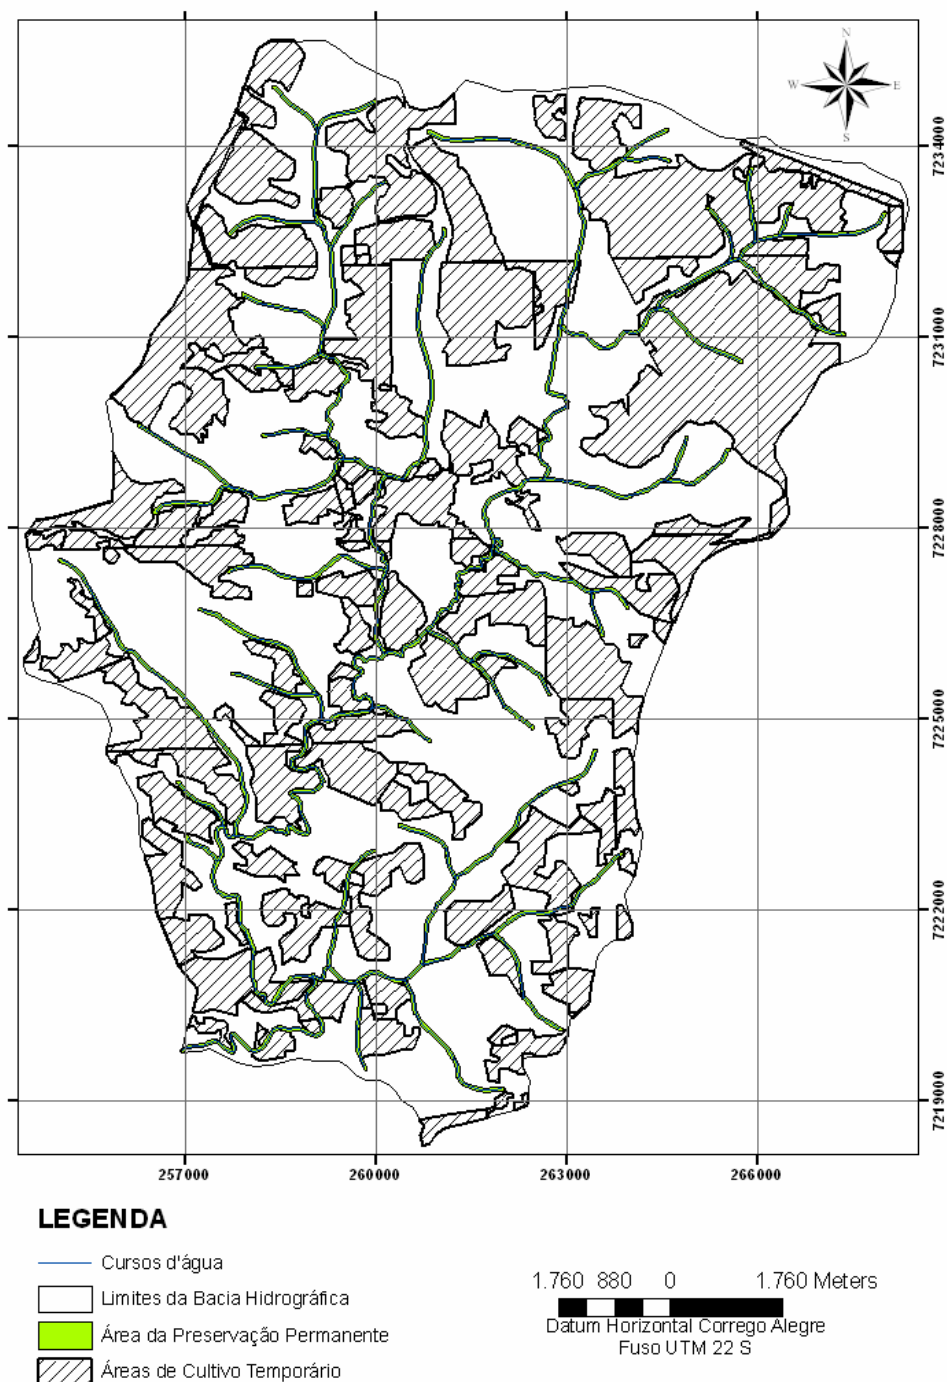 N
W E
S
7234000
7231000
7228000
7225000
7222000
7219000
257000 260000 263000 266000
LEGENDA
Cursos d'água
Limites da Bacia Hidrográfica
Área da Preservação Permanente
Áreas de Cultivo Temporário
1.760 880 0 1.760 Meters
Datum Horizontal Corrego Alegre
Fuso UTM 22 S